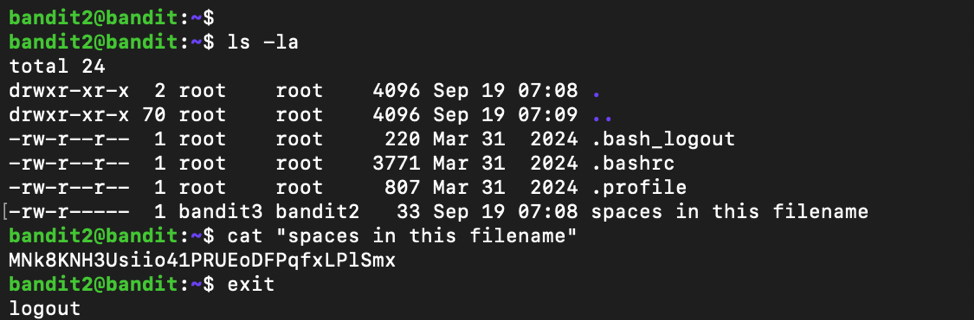 bandit2@bandit:~$
bandit2@bandit:~$ ls -la
total 24
drwxr-xr-x  2 root    root    4096 Sep 19 07:08 .
drwxr-xr-x 70 root    root    4096 Sep 19 07:09 ..
-rw-r--r--  1 root    root     220 Mar 31  2024 .bash_logout
-rw-r--r--  1 root    root    3771 Mar 31  2024 .bashrc
-rw-r--r--  1 root    root     807 Mar 31  2024 .profile
-rw-r-----  1 bandit3 bandit2   33 Sep 19 07:08 spaces in this filename
bandit2@bandit:~$ cat "spaces in this filename"
MNk8KNH3Usiio41PRUEoDFPqfxLPlSmx
bandit2@bandit:~$ exit
logout